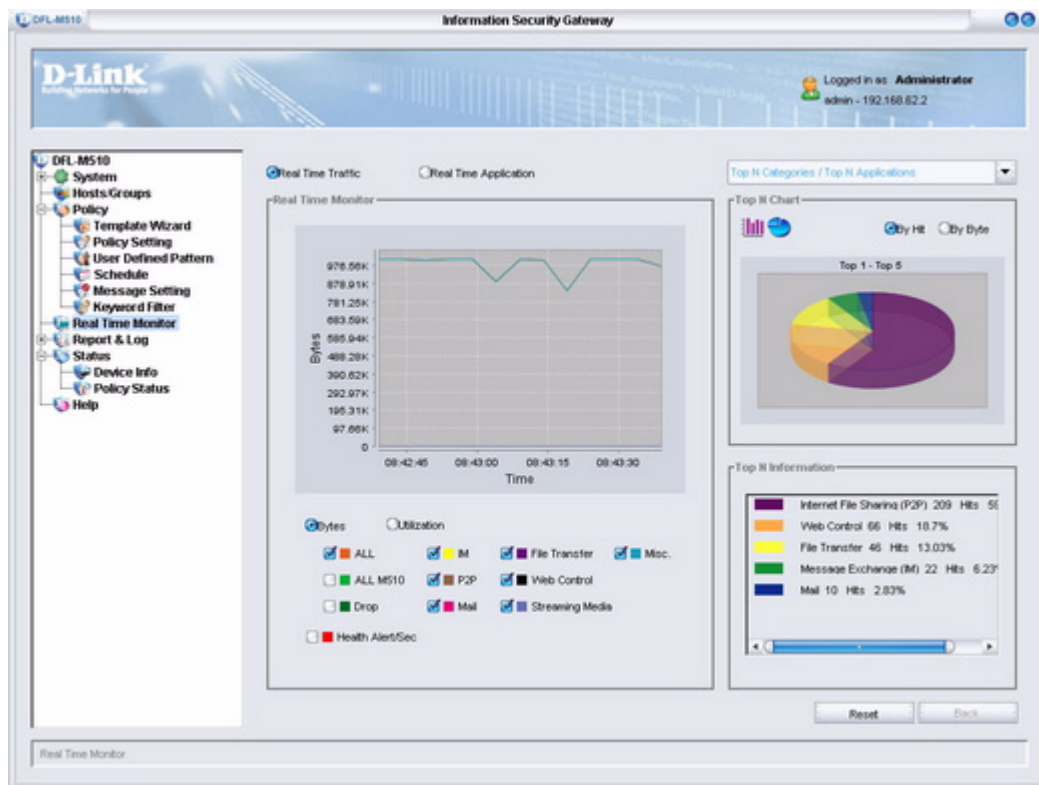 DFL-M510
Information Security Gateway
D-Link
Building Networks for People
Logged in as Administrator
admin - 192.168.62.2
DFL-M510
System
Hosts/Groups
Policy
Template Wizard
Policy Setting
User Defined Pattern
Schedule
Message Setting
Keyword Filter
Real Time Monitor
Report & Log
Status
Device Info
Policy Status
Help
Real Time Traffic
Real Time Application
Real Time Monitor
976.56K
878.91K
781.25K
683.59K
585.94K
488.28K
390.62K
292.97K
195.31K
97.66K
0
Bytes
08:42:45 08:43:00 08:43:15 08:43:30
Time
Bytes
Utilization
ALL
IM
File Transfer
Misc.
ALL M510
P2P
Web Control
Drop
Mail
Streaming Media
Health Alert/Sec
Top N Categories / Top N Applications
Top N Chart
By Hit
By Byte
Top 1 - Top 5
Top N Information
Internet File Sharing (P2P) 209 Hits
Web Control 66 Hits 18.7%
File Transfer 46 Hits 13.03%
Message Exchange (IM) 22 Hits 6.23%
Mail 10 Hits 2.83%
Reset
Back
Real Time Monitor